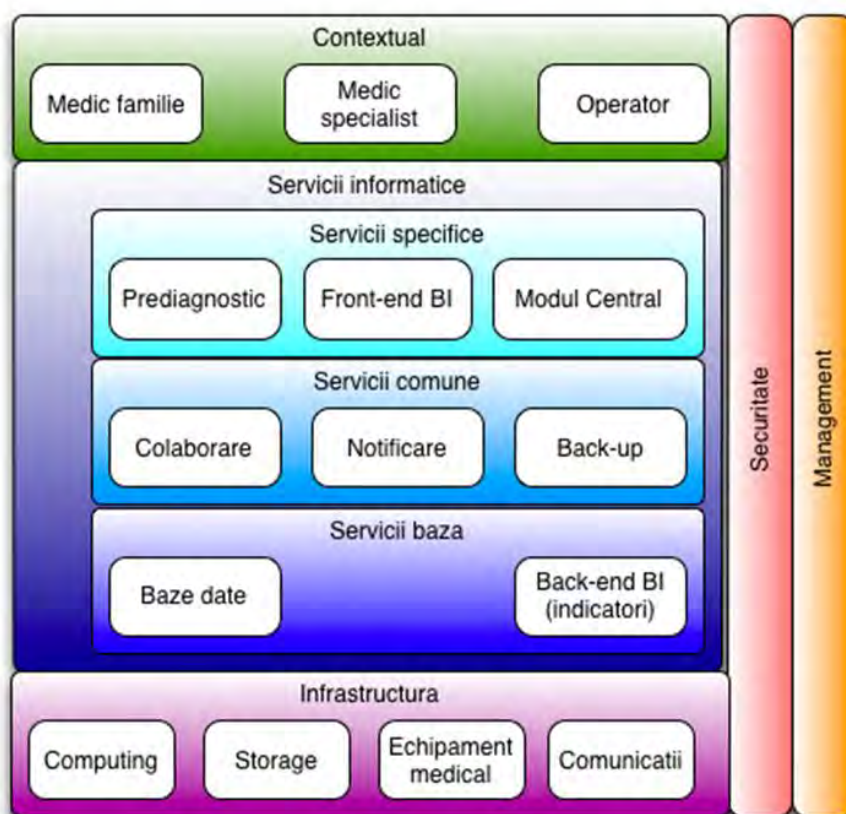 Contextual
Medic familie
Medic
specialist
Operator
Servicii informatice
Servicii specifice
Prediagnostic
Front-end BI
Modul Central
Servicii comune
Colaborare
Notificare
Back-up
Servicii baza
Baze date
Back-end BI
(indicatori)
Infrastructura
Computing
Storage
Echipament
medical
Comunicatii
Securitate
Management